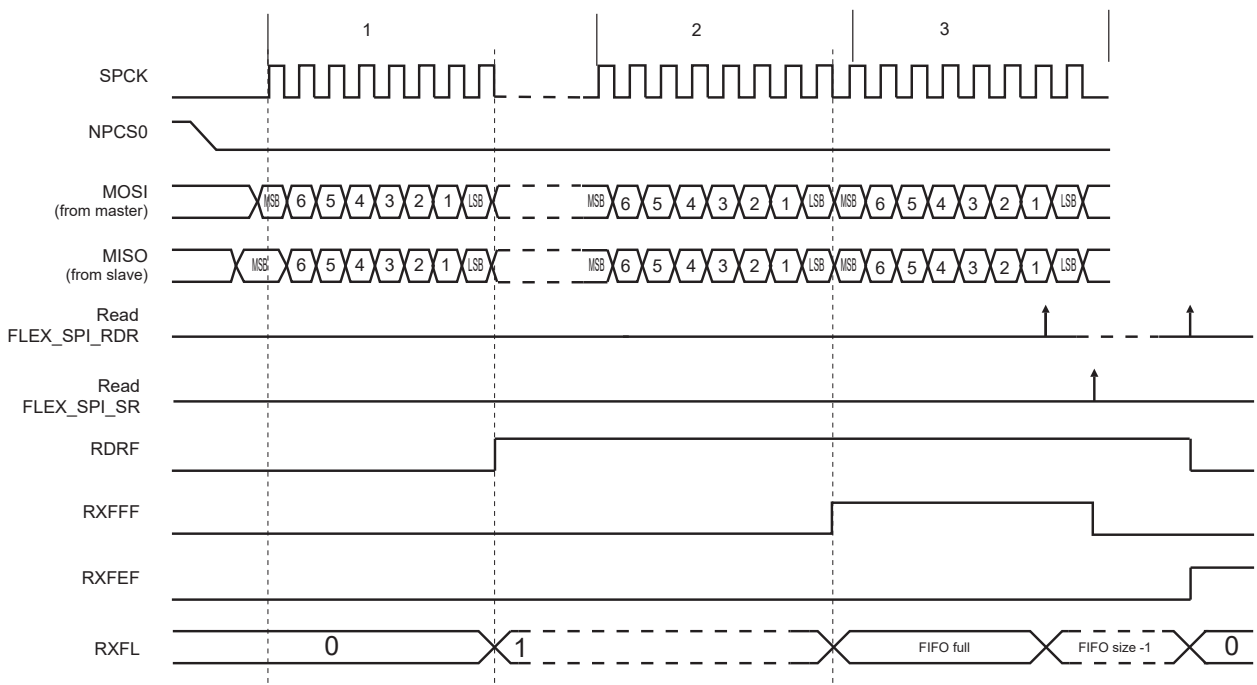 1 2 3
SPCK
NPCS0
MOSI
(from master)
MSB 6 5 4 3 2 1 LSB MSB 6 5 4 3 2 1 LSB MSB 6 5 4 3 2 1 LSB
MISO
(from slave)
MSB 6 5 4 3 2 1 LSB MSB 6 5 4 3 2 1 LSB MSB 6 5 4 3 2 1 LSB
Read
FLEX_SPI_RDR
Read
FLEX_SPI_SR
RDRF
RXFFF
RXFEF
RXFL 0 1 FIFO full FIFO size -1 0